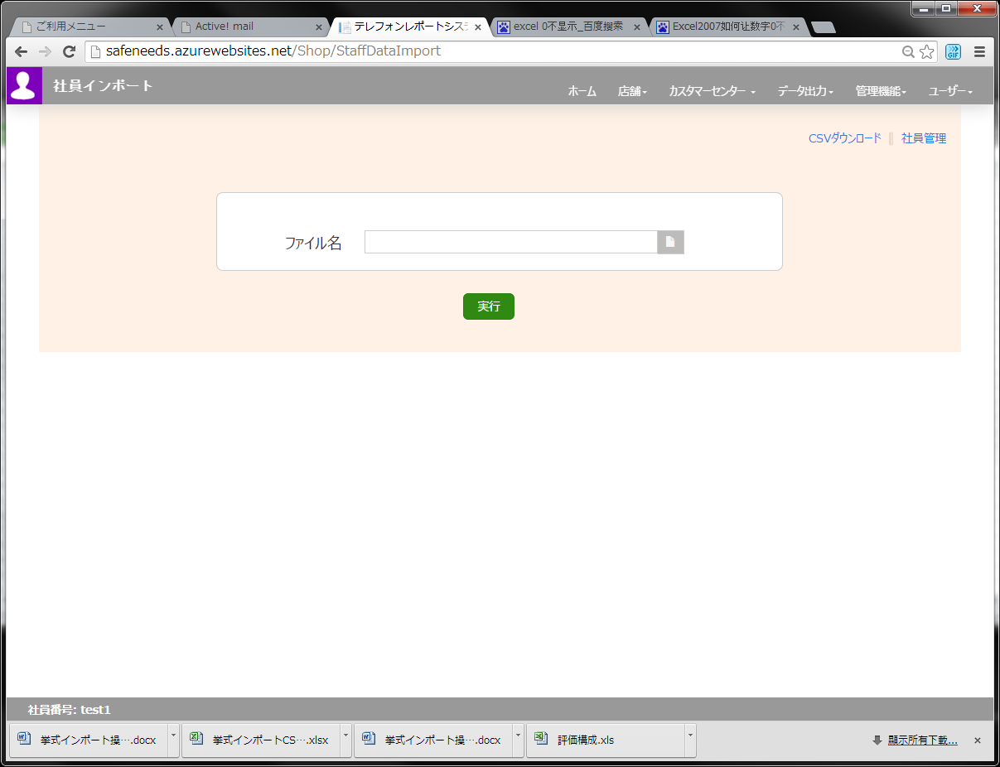 ご利用メニュー
Active! mail
テレフォンレポートシス
excel 0不显示_百度搜索
Excel2007如何让数字0不
safeneeds.azurewebsites.net/Shop/StaffDataImport
GIF
社員インポート
ホーム 店舗 カスタマーセンター データ出力 管理機能 ユーザー
CSVダウンロード 社員管理
ファイル名
実行
社員番号: test1
挙式インポート操….docx
挙式インポートCS….xlsx
挙式インポート操….docx
評価構成.xls
顯示所有下載...